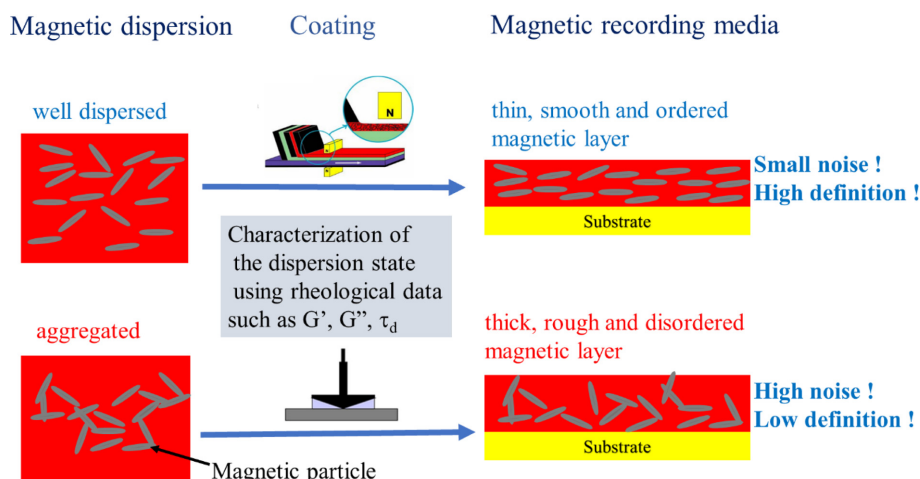 Magnetic dispersion
Coating
Magnetic recording media
well dispersed
N
thin, smooth and ordered
magnetic layer
Small noise !
High definition !
Substrate
Characterization of
the dispersion state
using rheological data
such as G’, G”, τd
aggregated
thick, rough and disordered
magnetic layer
High noise !
Low definition !
Substrate
Magnetic particle